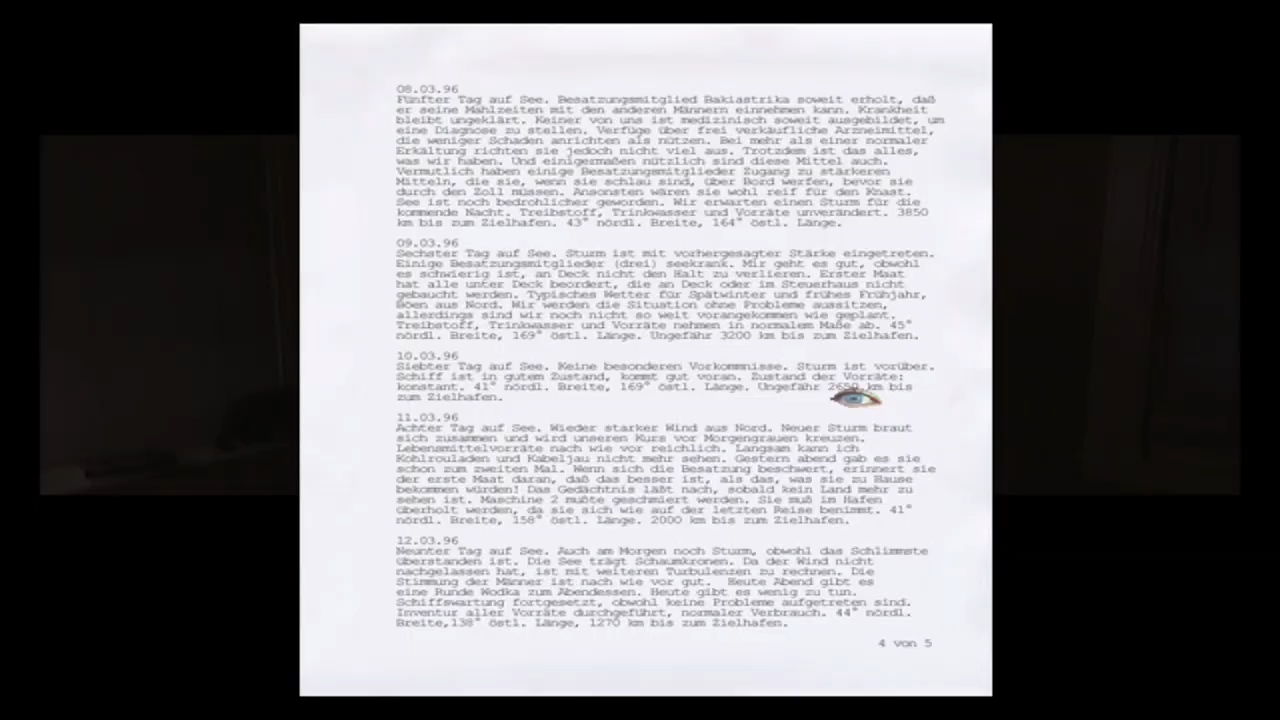 08.03.96
Fünfter Tag auf See. Besatzungsmitglied Bakiastrika soweit erholt, daß
er seine Mahlzeiten mit den anderen Männern einnehmen kann. Krankheit
bleibt ungeklärt. Keiner von uns ist medizinisch soweit ausgebildet, um
eine Diagnose zu stellen. Verfüge über frei verkäufliche Arzneimittel,
die weniger Schaden anrichten als nützen. Bei mehr als einer normaler
Erkältung richten sie jedoch nicht viel aus. Trotzdem ist das alles,
was wir haben. Und einigermaßen nützlich sind diese Mittel auch.
Vermutlich haben einige Besatzungsmitglieder Zugang zu stärkeren
Mitteln, die sie, wenn sie schlau sind, über Bord werfen, bevor sie
durch den Zoll müssen. Ansonsten wären sie wohl reif für den Knast.
See ist noch bedrohlicher geworden. Wir erwarten einen Sturm für die
kommende Nacht. Treibstoff, Trinkwasser und Vorräte unverändert. 3850
km bis zum Zielhafen. 43° nördl. Breite, 164° östl. Länge.
09.03.96
Sechster Tag auf See. Sturm ist mit vorhergesagter Stärke eingetreten.
Einige Besatzungsmitglieder (drei) seekrank. Mir geht es gut, obwohl
es schwierig ist, an Deck nicht den Halt zu verlieren. Erster Maat
hat alle unter Deck beordert, die an Deck oder im Steuerhaus nicht
gebaucht werden. Typisches Wetter für Spätwinter und frühes Frühjahr,
Böen aus Nord. Wir werden die Situation ohne Probleme aussitzen,
allerdings sind wir noch nicht so weit vorangekommen wie geplant.
Treibstoff, Trinkwasser und Vorräte nehmen in normalem Maße ab. 45°
nördl. Breite, 169° östl. Länge. Ungefähr 3200 km bis zum Zielhafen.
10.03.96
Siebter Tag auf See. Keine besonderen Vorkommnisse. Sturm ist vorüber.
Schiff ist in gutem Zustand, kommt gut voran. Zustand der Vorräte:
konstant. 41° nördl. Breite, 169° östl. Länge. Ungefähr 2650 km bis
zum Zielhafen.
11.03.96
Achter Tag auf See. Wieder starker Wind aus Nord. Neuer Sturm braut
sich zusammen und wird unseren Kurs vor Morgengrauen kreuzen.
Lebensmittelvorräte nach wie vor reichlich. Langsam kann ich
Kohlrouladen und Kabeljau nicht mehr sehen. Gestern abend gab es sie
schon zum zweiten Mal. Wenn sich die Besatzung beschwert, erinnert sie
der erste Maat daran, daß das besser ist, als das, was sie zu Hause
bekommen würden! Das Gedächtnis läßt nach, sobald kein Land mehr zu
sehen ist. Maschine 2 mußte geschmiert werden. Sie muß im Hafen
überholt werden, da sie sich wie auf der letzten Reise benimmt. 41°
nördl. Breite, 158° östl. Länge. 2000 km bis zum Zielhafen.
12.03.96
Neunter Tag auf See. Auch am Morgen noch Sturm, obwohl das Schlimmste
überstanden ist. Die See trägt Schaumkronen. Da der Wind nicht
nachgelassen hat, ist mit weiteren Turbulenzen zu rechnen. Die
Stimmung der Männer ist nach wie vor gut.  Heute Abend gibt es
eine Runde Wodka zum Abendessen. Heute gibt es wenig zu tun.
Schiffswartung fortgesetzt, obwohl keine Probleme aufgetreten sind.
Inventur aller Vorräte durchgeführt, normaler Verbrauch. 44° nördl.
Breite,138° östl. Länge, 1270 km bis zum Zielhafen.
4 von 5